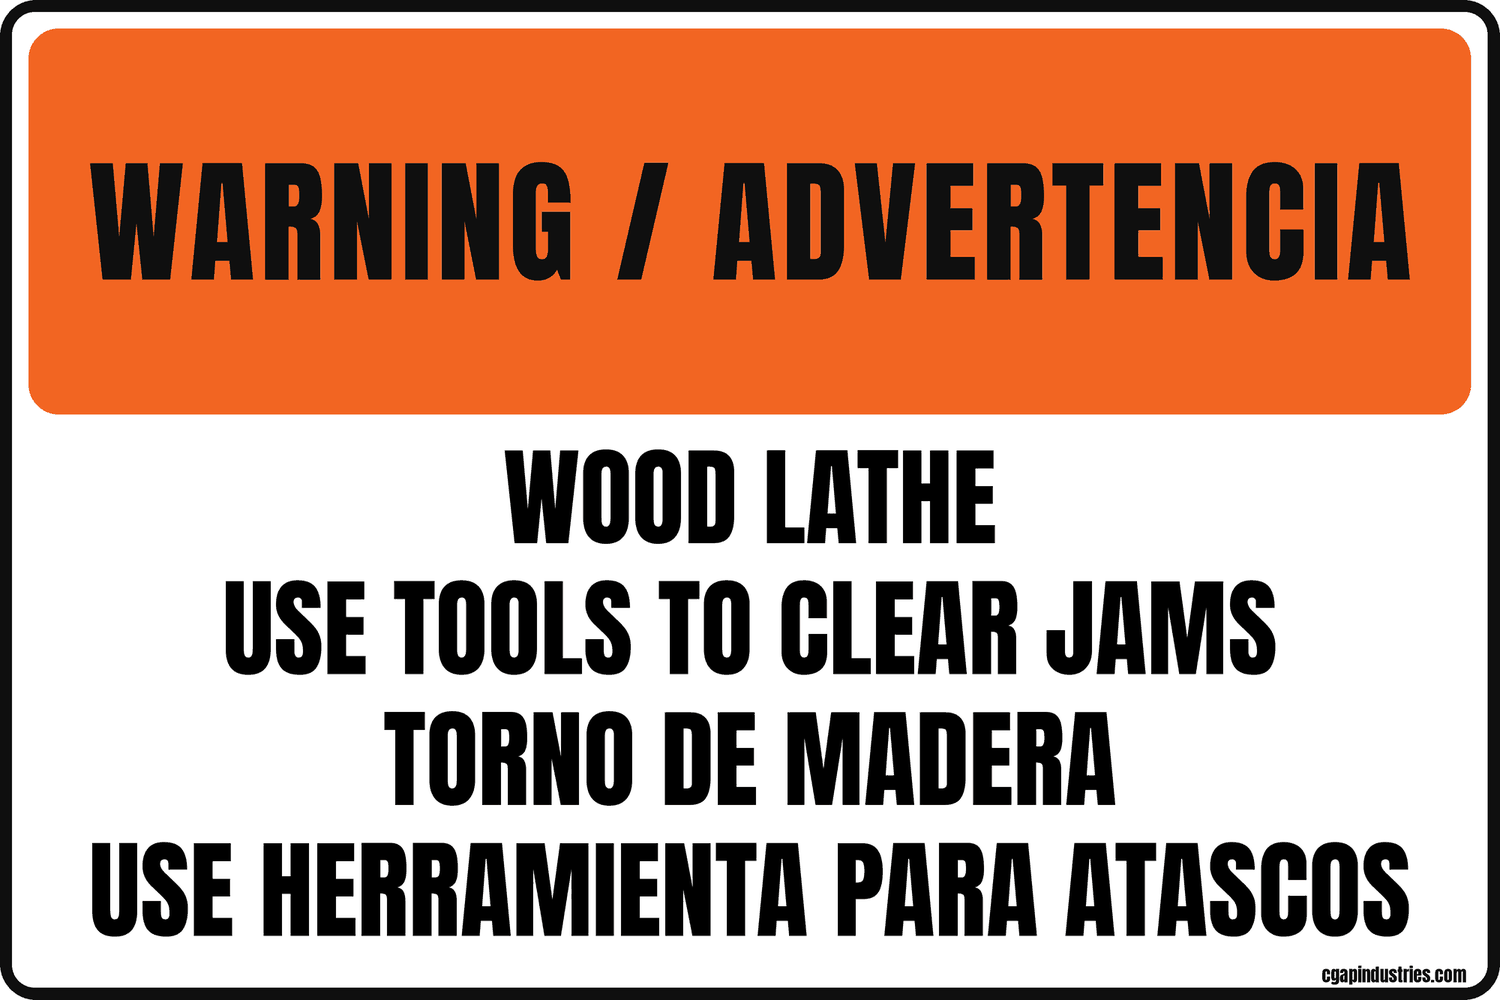 WARNING / ADVERTENCIA
WOOD LATHE
USE TOOLS TO CLEAR JAMS
TORNO DE MADERA
USE HERRAMIENTA PARA ATASCOS
cgapindustries.com